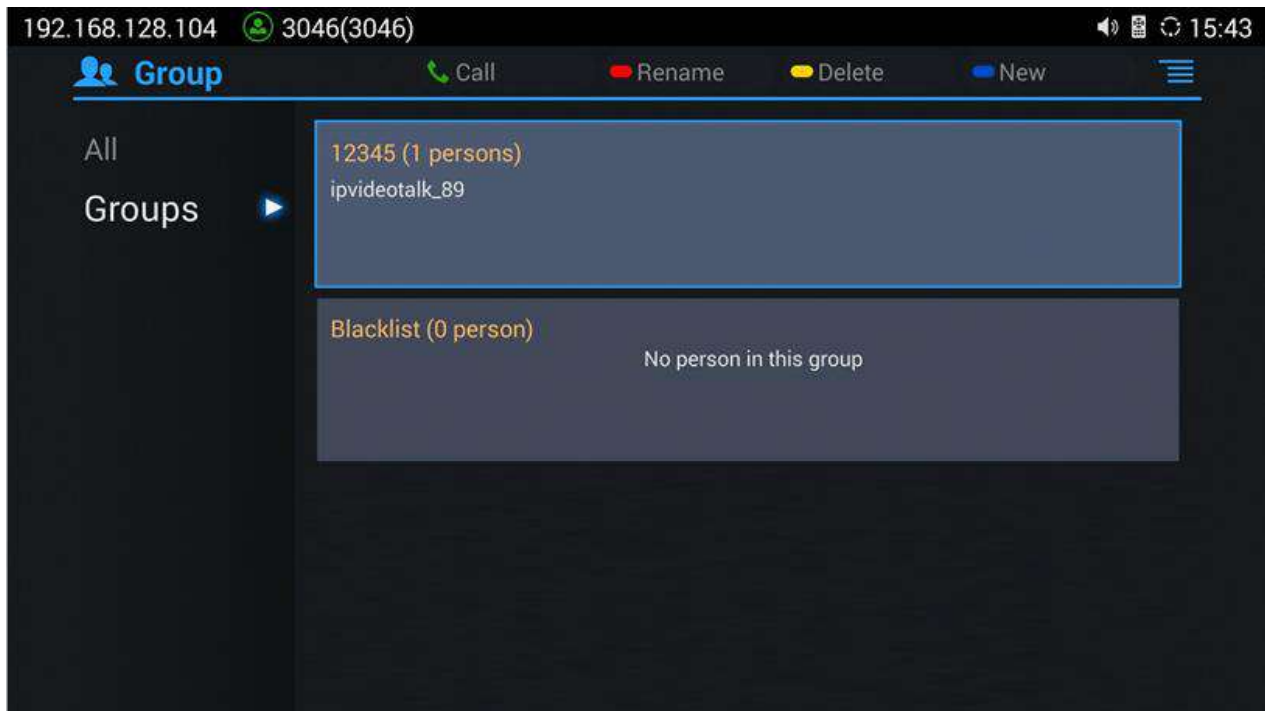 192.168.128.104 3046(3046) 15:43
Group Call Rename Delete New
All
Groups
12345 (1 persons)
ipvideotalk_89
Blacklist (0 person)
No person in this group